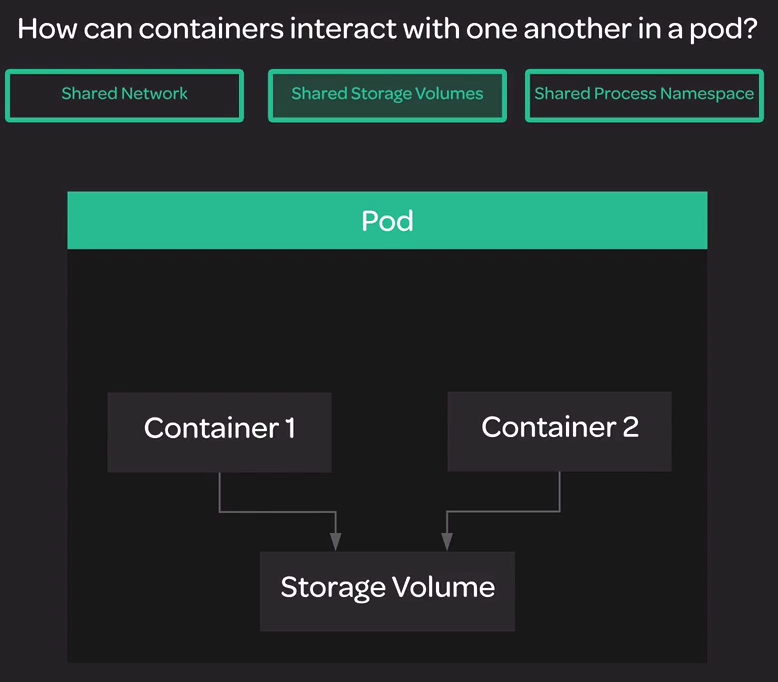 How can containers interact with one another in a pod?
Shared Network
Shared Storage Volumes
Shared Process Namespace
Pod
Container 1
Container 2
Storage Volume